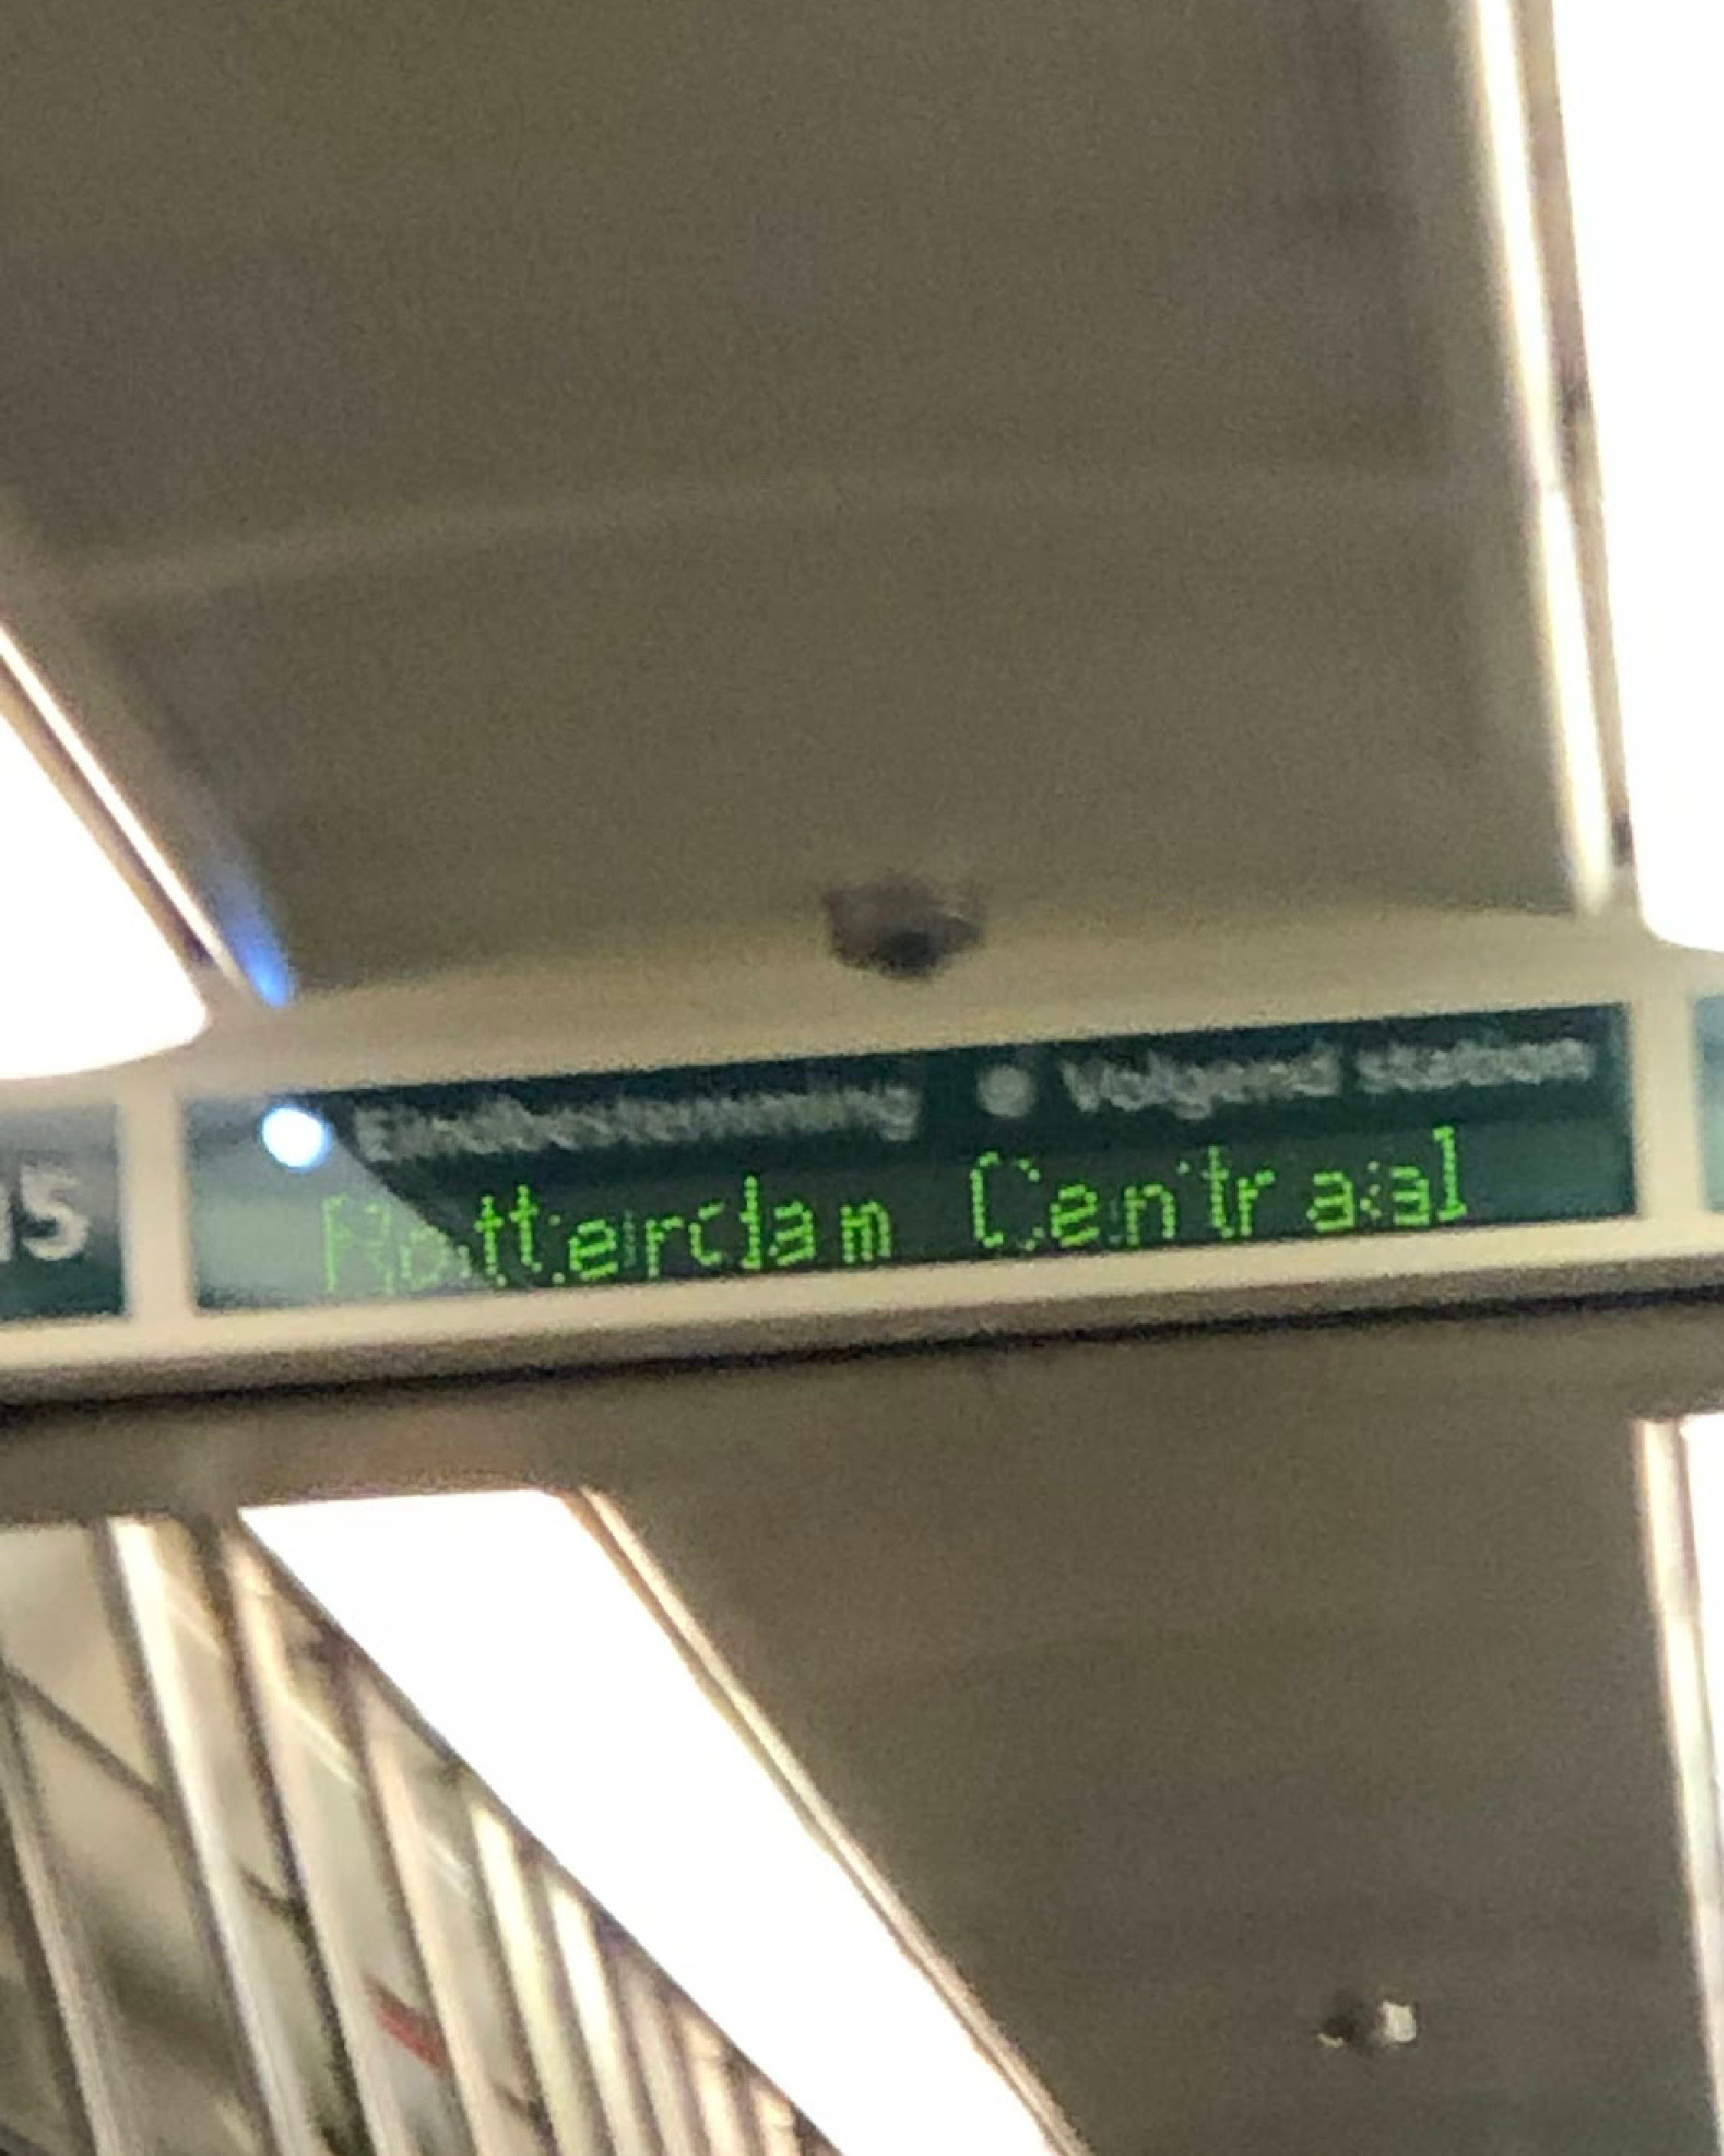 Eindbestemming Volgend station
Rotterdam Centraal